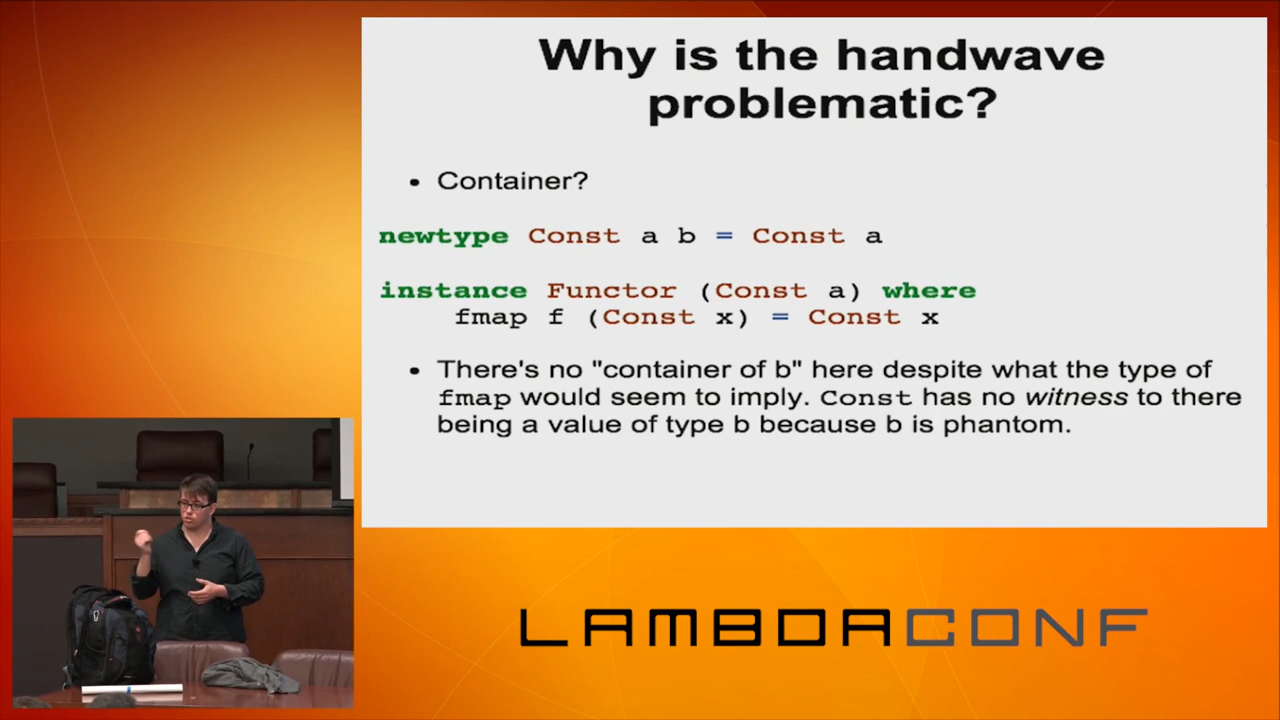 Why is the handwave
problematic?
• Container?
newtype Const a b = Const a
instance Functor (Const a) where
fmap f (Const x) = Const x
• There's no "container of b" here despite what the type of
fmap would seem to imply. Const has no witness to there
being a value of type b because b is phantom.
LAMBDACONF